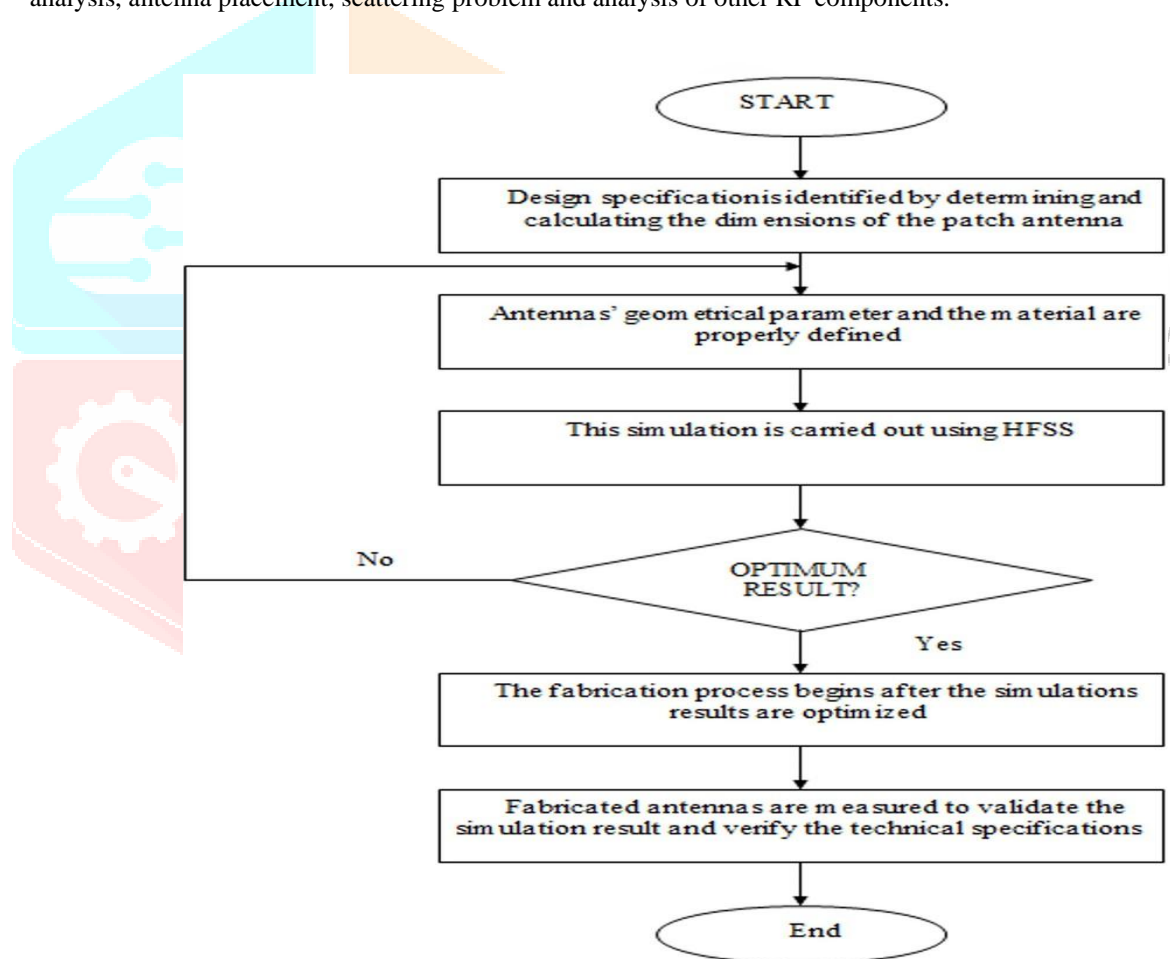 analysis, antenna placement, scattering problem and analysis of other RF components.
START
Design specification is identified by determining and
calculating the dimensions of the patch antenna
Antennas' geometrical parameter and the material are
properly defined
This simulation is carried out using HFSS
No
OPTIMUM
RESULT?
Yes
The fabrication process begins after the simulations
results are optimized
Fabricated antennas are measured to validate the
simulation result and verify the technical specifications
End